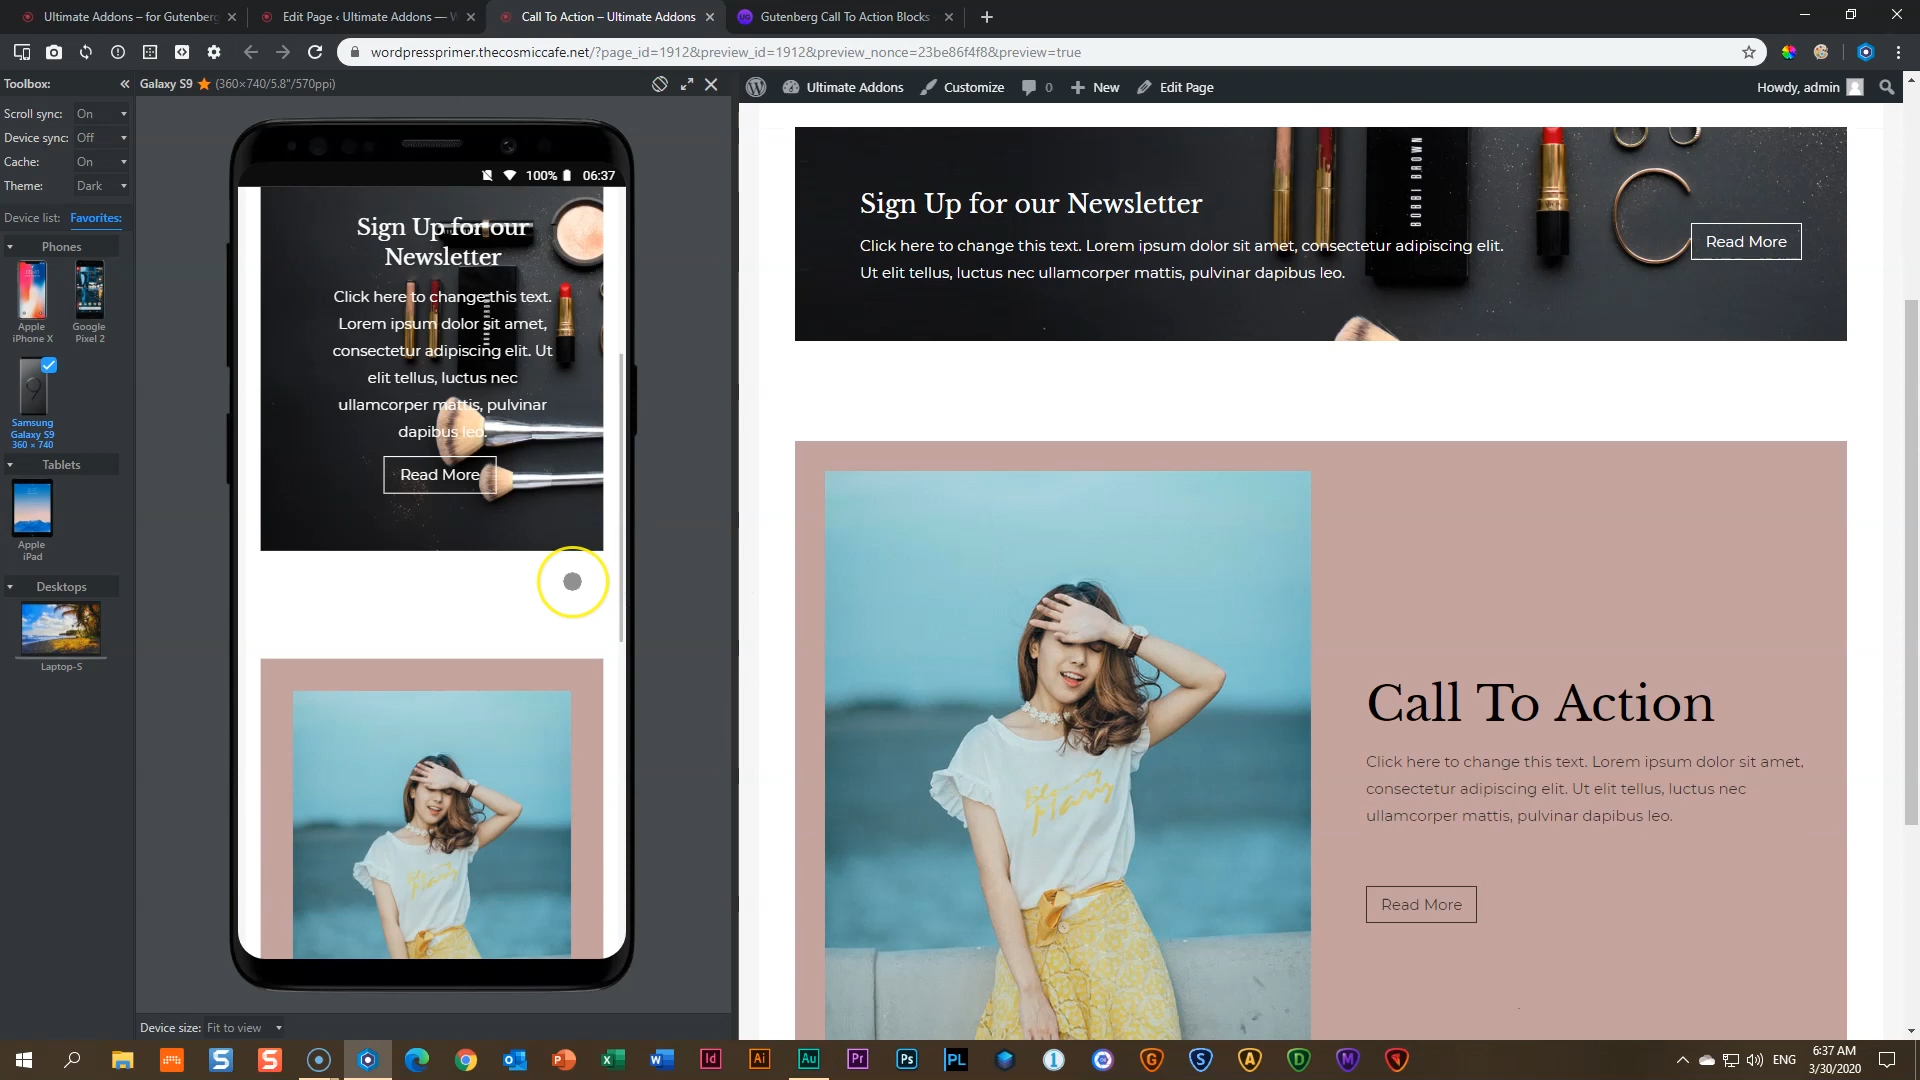 Ultimate Addons – for Gutenberg
Edit Page ‹ Ultimate Addons — W
Call To Action – Ultimate Addons
Gutenberg Call To Action Blocks
wordpressprimer.thecosmiccafe.net/?page_id=1912&preview_id=1912&preview_nonce=23be86f4f8&preview=true
Toolbox:
Galaxy S9 (360×740/5.8"/570ppi)
Scroll sync: On
Device sync: Off
Cache: On
Theme: Dark
Device list: Favorites:
Phones
Apple
iPhone X
Google
Pixel 2
Samsung
Galaxy S9
360 × 740
Tablets
Apple
iPad
Desktops
Laptop-S
100% 06:37
Sign Up for our
Newsletter
Click here to change this text.
Lorem ipsum dolor sit amet,
consectetur adipiscing elit. Ut
elit tellus, luctus nec
ullamcorper mattis, pulvinar
dapibus leo.
Read More
Device size: Fit to view
Ultimate Addons
Customize
0
New
Edit Page
Howdy, admin
Sign Up for our Newsletter
Click here to change this text. Lorem ipsum dolor sit amet, consectetur adipiscing elit.
Ut elit tellus, luctus nec ullamcorper mattis, pulvinar dapibus leo.
BOBBI BROWN
Read More
Call To Action
Click here to change this text. Lorem ipsum dolor sit amet,
consectetur adipiscing elit. Ut elit tellus, luctus nec
ullamcorper mattis, pulvinar dapibus leo.
Read More
ENG
6:37 AM
3/30/2020